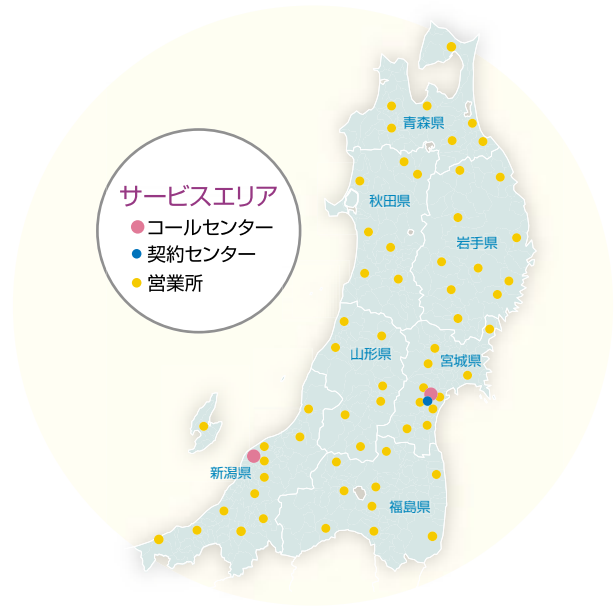 サービスエリア
コールセンター
契約センター
営業所
青森県
秋田県
岩手県
山形県
宮城県
新潟県
福島県